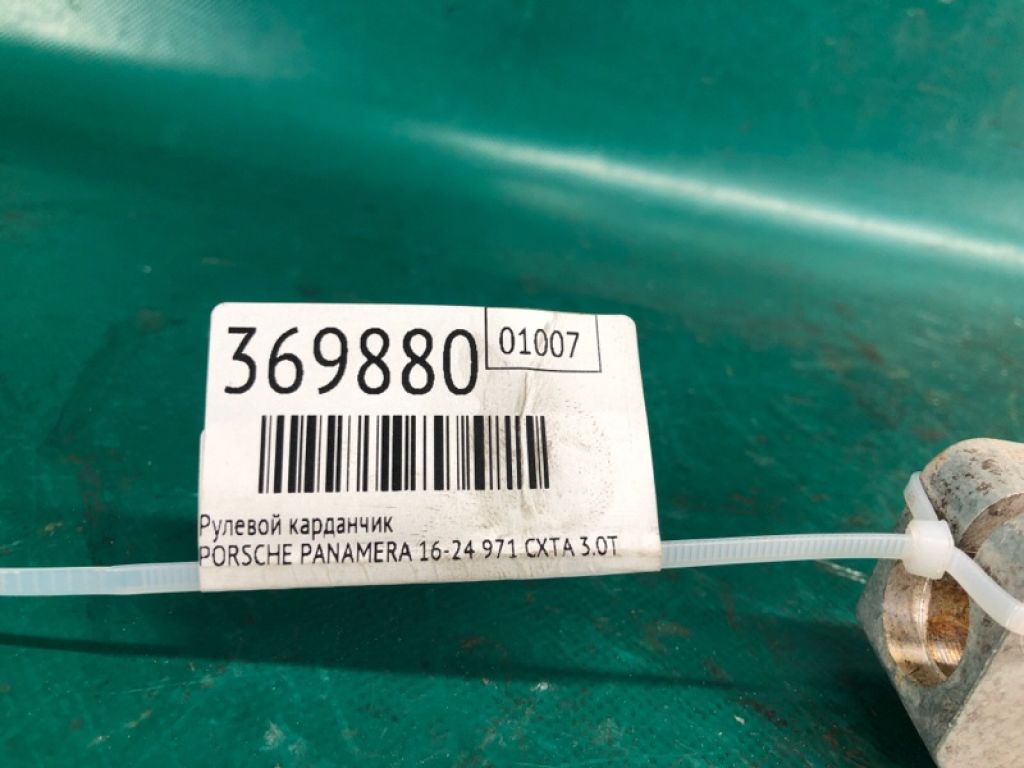 369880
01007
Рулевой карданчик
PORSCHE PANAMERA 16-24 971 CXTA 3.0T